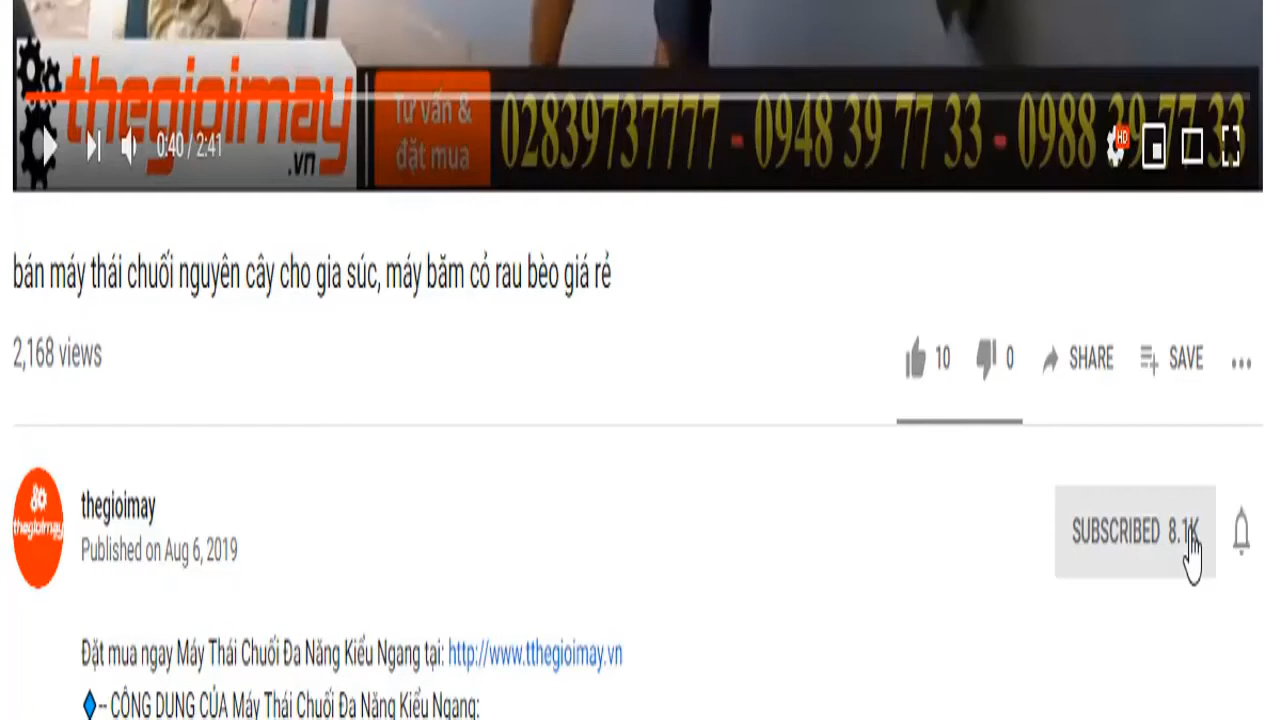 thegioimay
.vn
Tư vấn &
đặt mua
02839737777 - 0948 39 77 33 - 0988 39 77 33
0:40 / 2:41
HD
bán máy thái chuối nguyên cây cho gia súc, máy băm cỏ rau bèo giá rẻ
2,168 views
10 0 SHARE SAVE
thegioimay
thegioimay
Published on Aug 6, 2019
SUBSCRIBED 8.1K
Đặt mua ngay Máy Thái Chuối Đa Năng Kiểu Ngang tại: http://www.tthegioimay.vn
-- CÔNG DỤNG CỦA Máy Thái Chuối Đa Năng Kiểu Ngang: